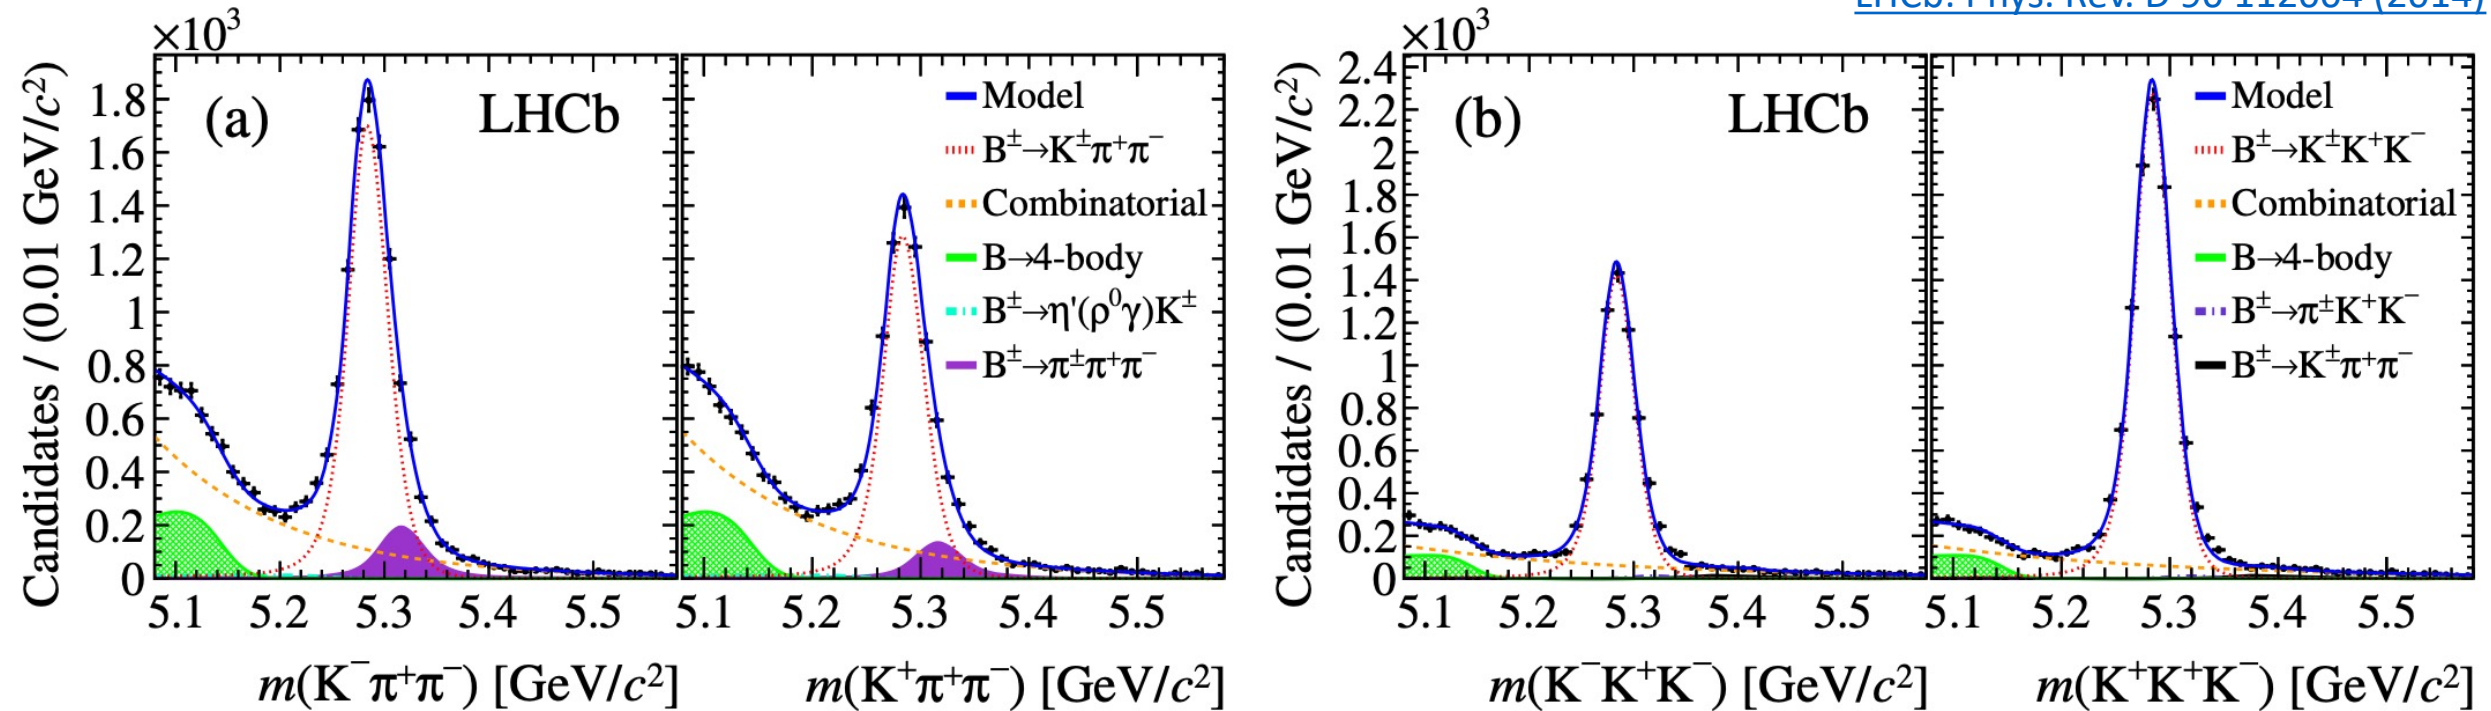 LHCb: Phys. Rev. D 90 112004 (2014)
×10³
Candidates / (0.01 GeV/c²)
1.8
1.6
1.4
1.2
1
0.8
0.6
0.4
0.2
0
(a)
LHCb
5.1 5.2 5.3 5.4 5.5
m(K⁻π⁺π⁻) [GeV/c²]
Model
B±→K±π⁺π⁻
Combinatorial
B→4-body
B±→η'(ρ⁰γ)K±
B±→π±π⁺π⁻
5.1 5.2 5.3 5.4 5.5
m(K⁺π⁺π⁻) [GeV/c²]
×10³
Candidates / (0.01 GeV/c²)
2.4
2.2
2
1.8
1.6
1.4
1.2
1
0.8
0.6
0.4
0.2
0
(b)
LHCb
5.1 5.2 5.3 5.4 5.5
m(K⁻K⁺K⁻) [GeV/c²]
Model
B±→K±K⁺K⁻
Combinatorial
B→4-body
B±→π±K⁺K⁻
B±→K±π⁺π⁻
5.1 5.2 5.3 5.4 5.5
m(K⁺K⁺K⁻) [GeV/c²]